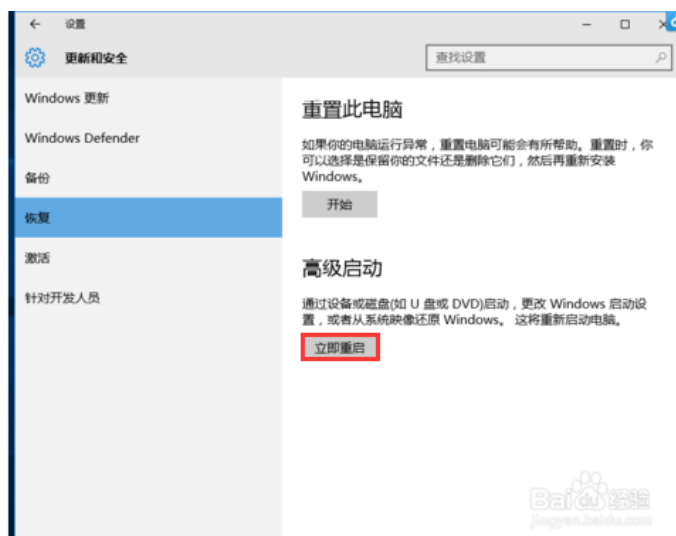 设置
更新和安全
查找设置
Windows 更新
Windows Defender
备份
恢复
激活
针对开发人员
重置此电脑
如果你的电脑运行异常，重置电脑可能会有所帮助。重置时，你
可以选择是保留你的文件还是删除它们，然后再重新安装
Windows。
开始
高级启动
通过设备或磁盘(如 U 盘或 DVD)启动，更改 Windows 启动设
置，或者从系统映像还原 Windows。 这将重新启动电脑。
立即重启
Baidu 经验
jingyan.baidu.com